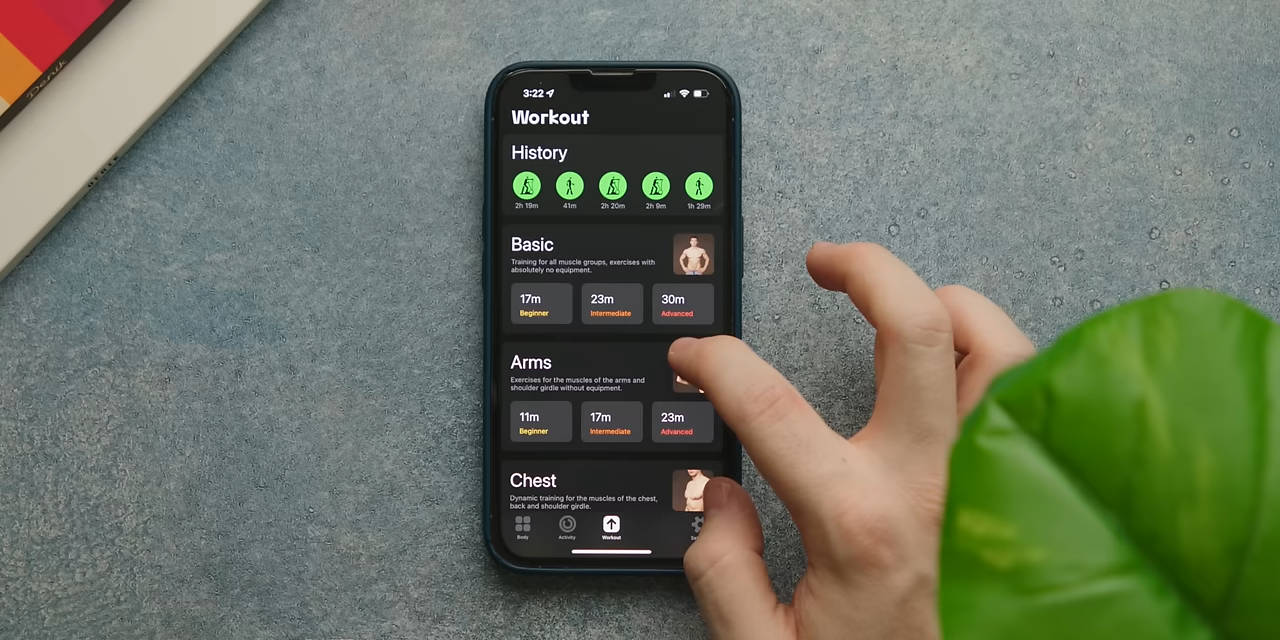 Denik
3:22
Workout
History
2h 19m 41m 2h 20m 2h 9m 1h 29m
Basic
Training for all muscle groups, exercises with
absolutely no equipment.
17m 23m 30m
Beginner Intermediate Advanced
Arms
Exercises for the muscles of the arms and
shoulder girdle without equipment.
11m 17m 23m
Beginner Intermediate Advanced
Chest
Dynamic training for the muscles of the chest,
back and shoulder girdle.
Body Activity Workout